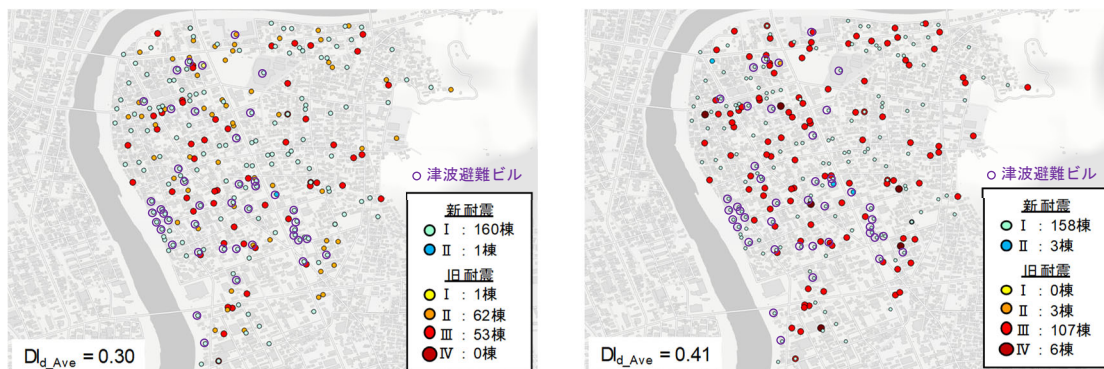 津波避難ビル
新耐震
I : 160棟
II : 1棟
旧耐震
I : 1棟
II : 62棟
III : 53棟
IV : 0棟
DId_Ave = 0.30
津波避難ビル
新耐震
I : 158棟
II : 3棟
旧耐震
I : 0棟
II : 3棟
III : 107棟
IV : 6棟
DId_Ave = 0.41